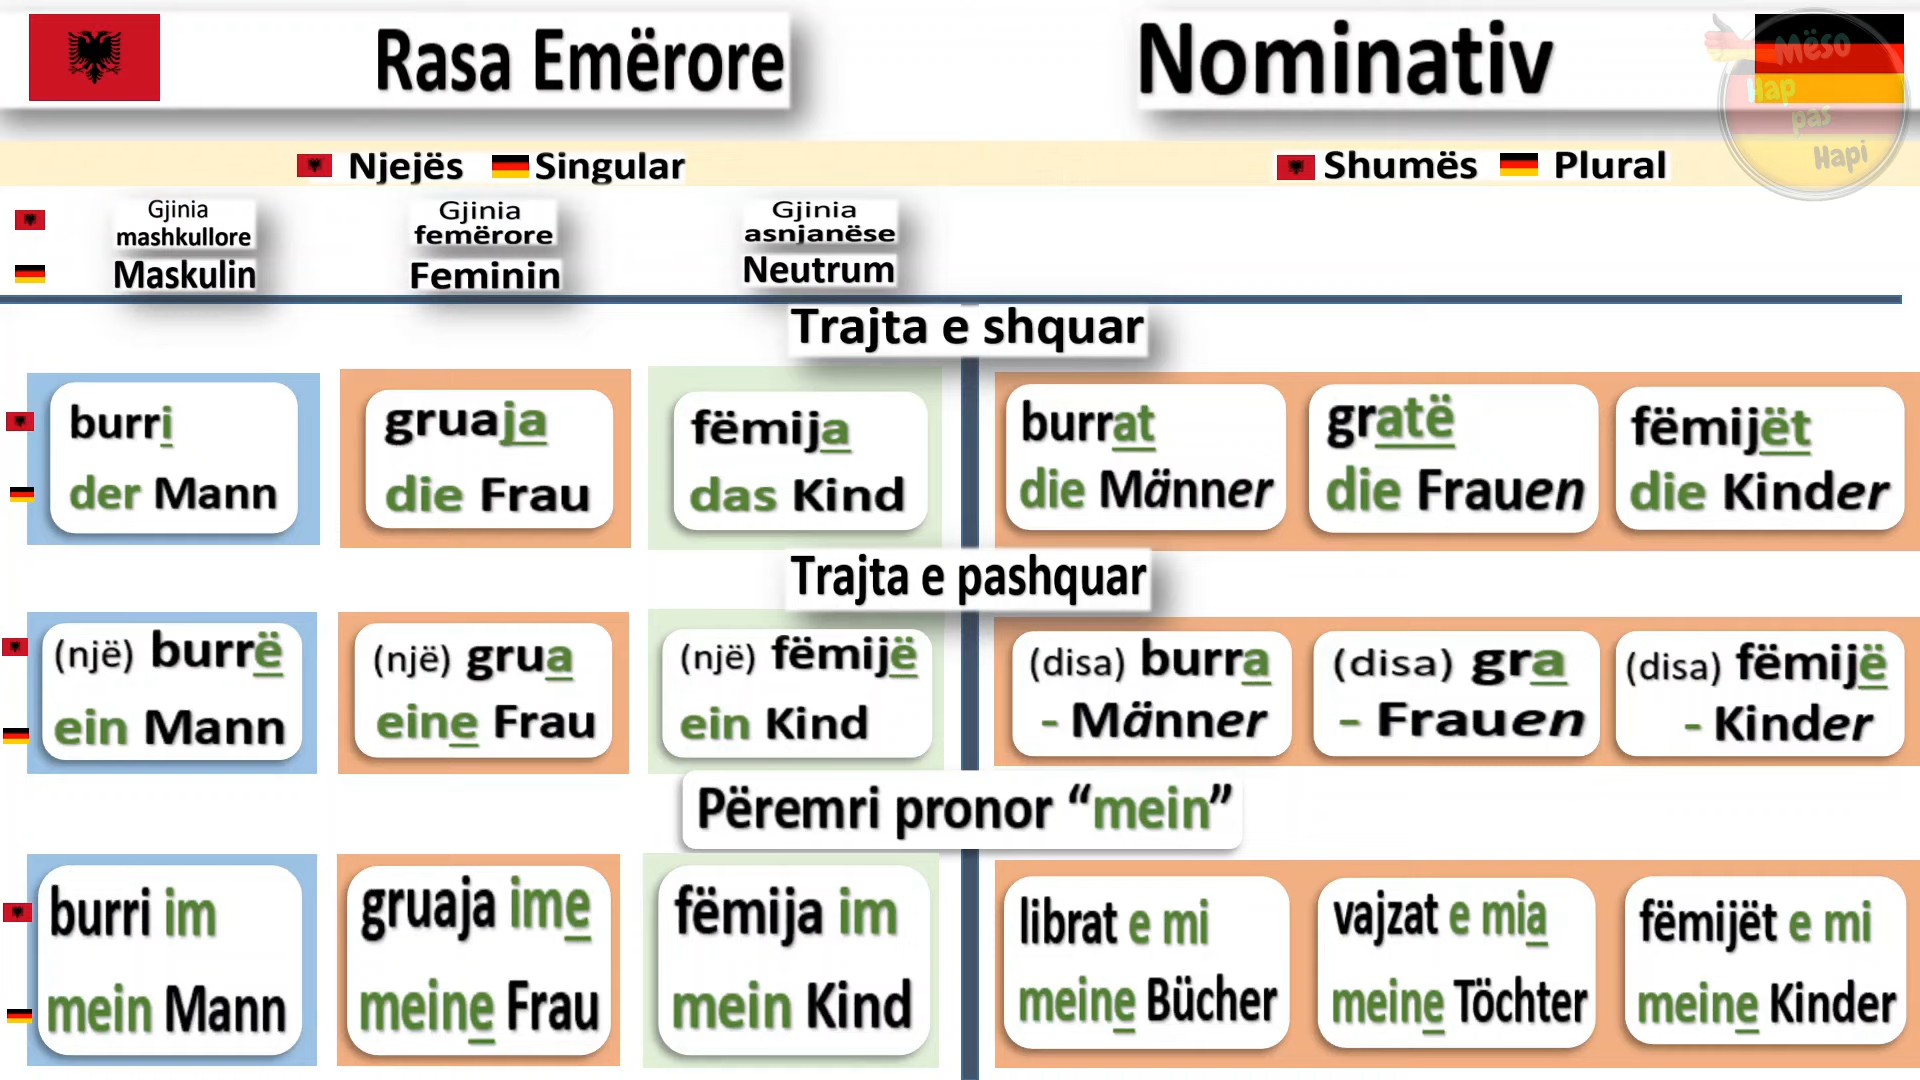 Rasa Emërore
Nominativ
Mëso
Hap
pas
Hapi
Njejës Singular
Shumës Plural
Gjinia
mashkullore
Maskulin
Gjinia
femërore
Feminin
Gjinia
asnjanëse
Neutrum
Trajta e shquar
burri
der Mann
gruaja
die Frau
fëmija
das Kind
burrat
die Männer
gratë
die Frauen
fëmijët
die Kinder
Trajta e pashquar
(një) burrë
ein Mann
(një) grua
eine Frau
(një) fëmijë
ein Kind
(disa) burra
- Männer
(disa) gra
- Frauen
(disa) fëmijë
- Kinder
Përemri pronor “mein”
burri im
mein Mann
gruaja ime
meine Frau
fëmija im
mein Kind
librat e mi
meine Bücher
vajzat e mia
meine Töchter
fëmijët e mi
meine Kinder